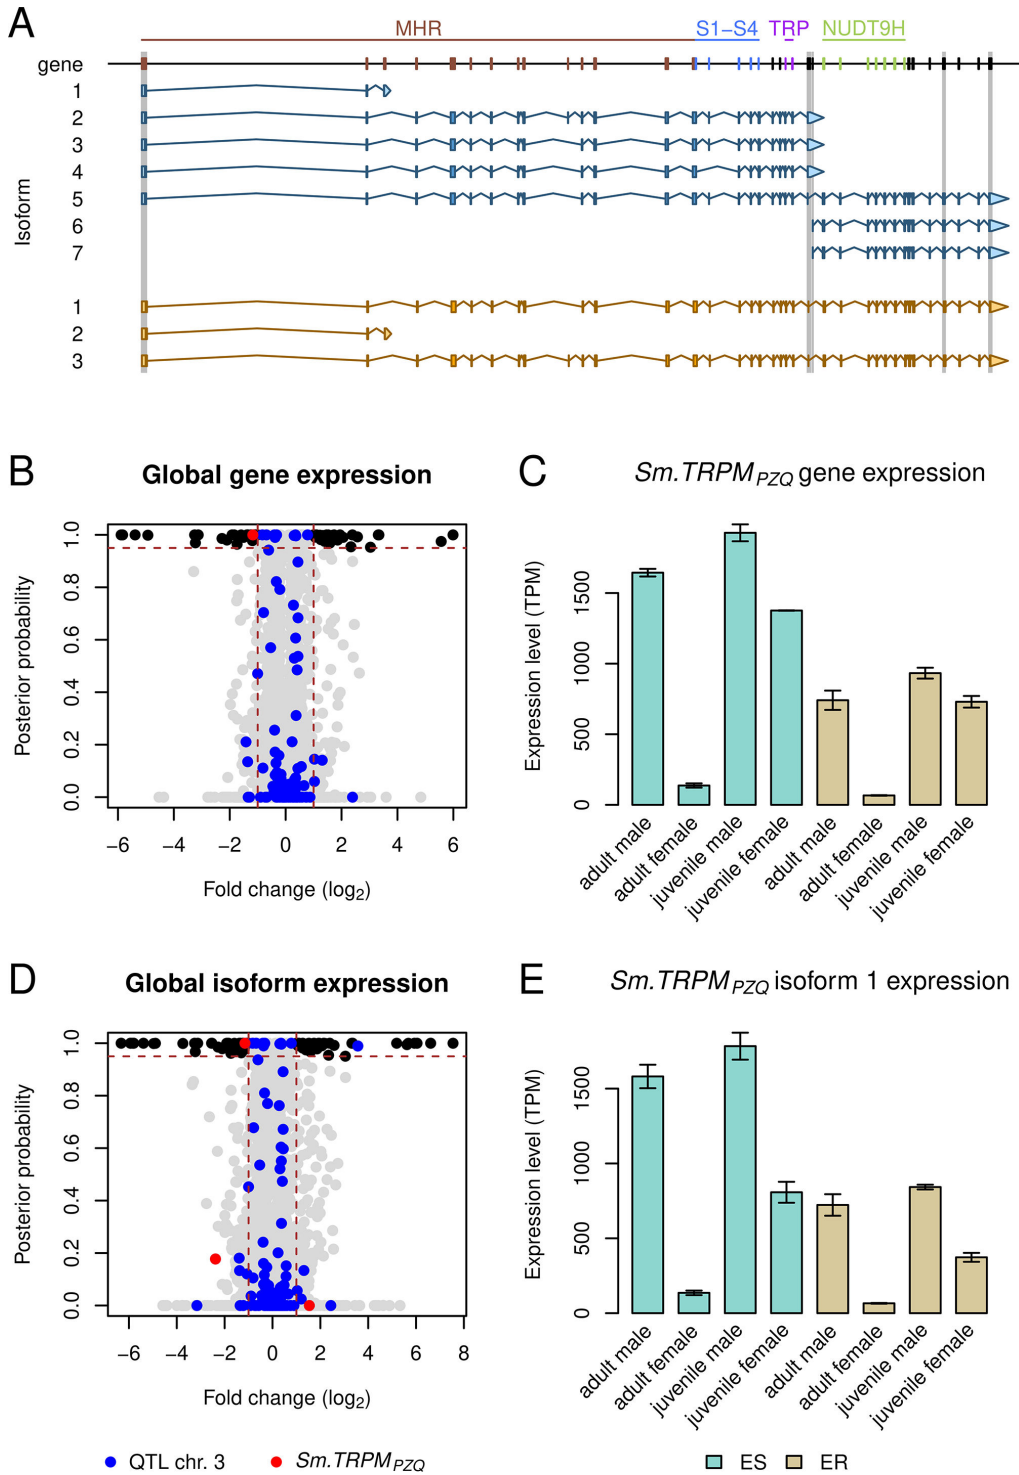 A
MHR S1–S4 TRP NUDT9H
gene
1
2
3
4
5
6
7
Isoform
1
2
3
B
Global gene expression
Posterior probability
1.0
0.8
0.6
0.4
0.2
0.0
−6 −4 −2 0 2 4 6
Fold change (log2)
C
Sm.TRPM PZQ gene expression
Expression level (TPM)
1500
1000
500
0
adult male
adult female
juvenile male
juvenile female
adult male
adult female
juvenile male
juvenile female
D
Global isoform expression
Posterior probability
1.0
0.8
0.6
0.4
0.2
0.0
−6 −4 −2 0 2 4 6 8
Fold change (log2)
QTL chr. 3
Sm.TRPM PZQ
E
Sm.TRPM PZQ isoform 1 expression
Expression level (TPM)
1500
1000
500
0
adult male
adult female
juvenile male
juvenile female
adult male
adult female
juvenile male
juvenile female
ES ER